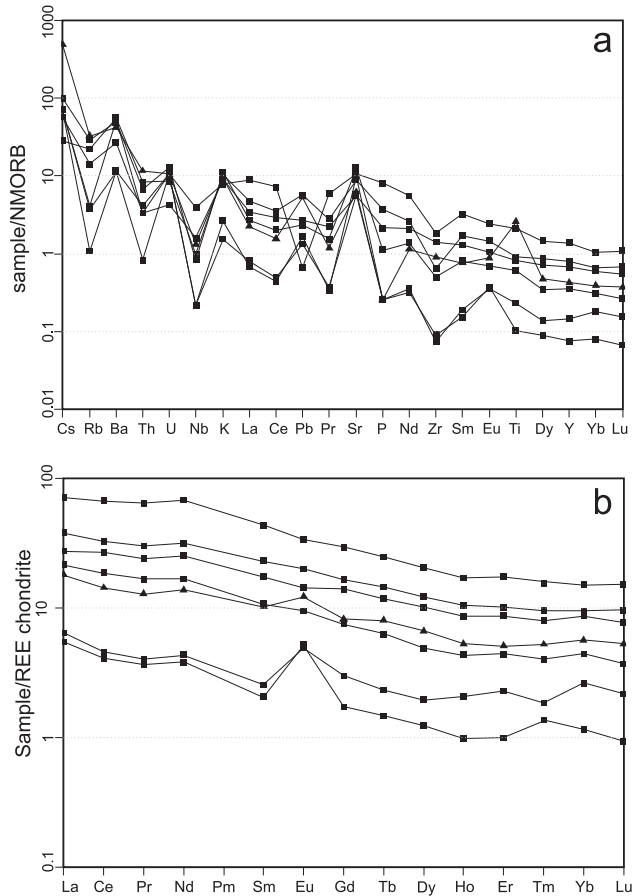 a
sample/NMORB
1000
100
10
1
0.1
0.01
Cs Rb Ba Th U Nb K La Ce Pb Pr Sr P Nd Zr Sm Eu Ti Dy Y Yb Lu
b
Sample/REE chondrite
100
10
1
0.1
La Ce Pr Nd Pm Sm Eu Gd Tb Dy Ho Er Tm Yb Lu